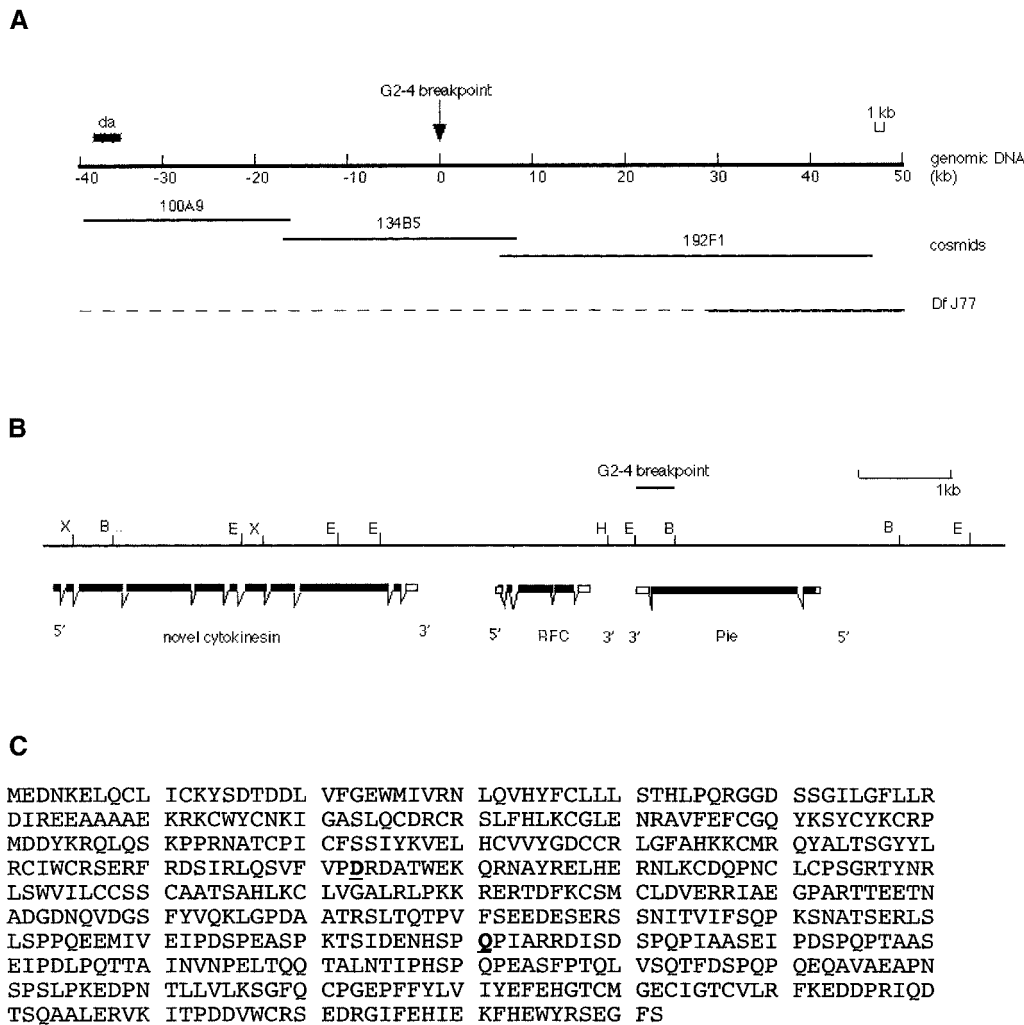 A
G2-4 breakpoint
da
1 kb
genomic DNA
(kb)
-40 -30 -20 -10 0 10 20 30 40 50
100A9
134B5
192F1
cosmids
Df J77
B
G2-4 breakpoint
1kb
X B E X E E H E B B E
5' novel cytokinesin 3' 5' RFC 3' 3' Pie 5'
C
MEDNKELQCL ICKYSDTDDL VFGEWMIVRN LQVHYFCLLL STHLPQRGGD SSGILGFLLR
DIREEAAAAE KRKCWYCNKI GASLQCDRCR SLFHLKCGLE NRAVFEFCGQ YKSYCYKCRP
MDDYKRQLQS KPPRNATCPI CFSSIYKVEL HCVVYGDCCR LGFAHKKCMR QYALTSGYYL
RCIWCRSERF RDSIRLQSVF VPDRDATWEK QRNAYRELHE RNLKCDQPNC LCPSGRTYNR
LSWVILCCSS CAATSAHLKC LVGALRLPKK RERTDFKCSM CLDVERRIAE GPARTTEETN
ADGDNQVDGS FYVQKLGPDA ATRSLTQTPV FSEEDESERS SNITVIFSQP KSNATSERLS
LSPPQEEMIV EIPDSPEASP KTSIDENHSP QPIARRDISD SPQPIAASEI PDSPQPTAAS
EIPDLPQTTA INVNPELTQQ TALNTIPHSP QPEASFPTQL VSQTFDSPQP QEQAVAEAPN
SPSLPKEDPN TLLVLKSGFQ CPGEPFFYLV IYEFEHGTCM GECIGTCVLR FKEDDPRIQD
TSQAALERVK ITPDDVWCRS EDRGIFEHIE KFHEWYRSEG FS